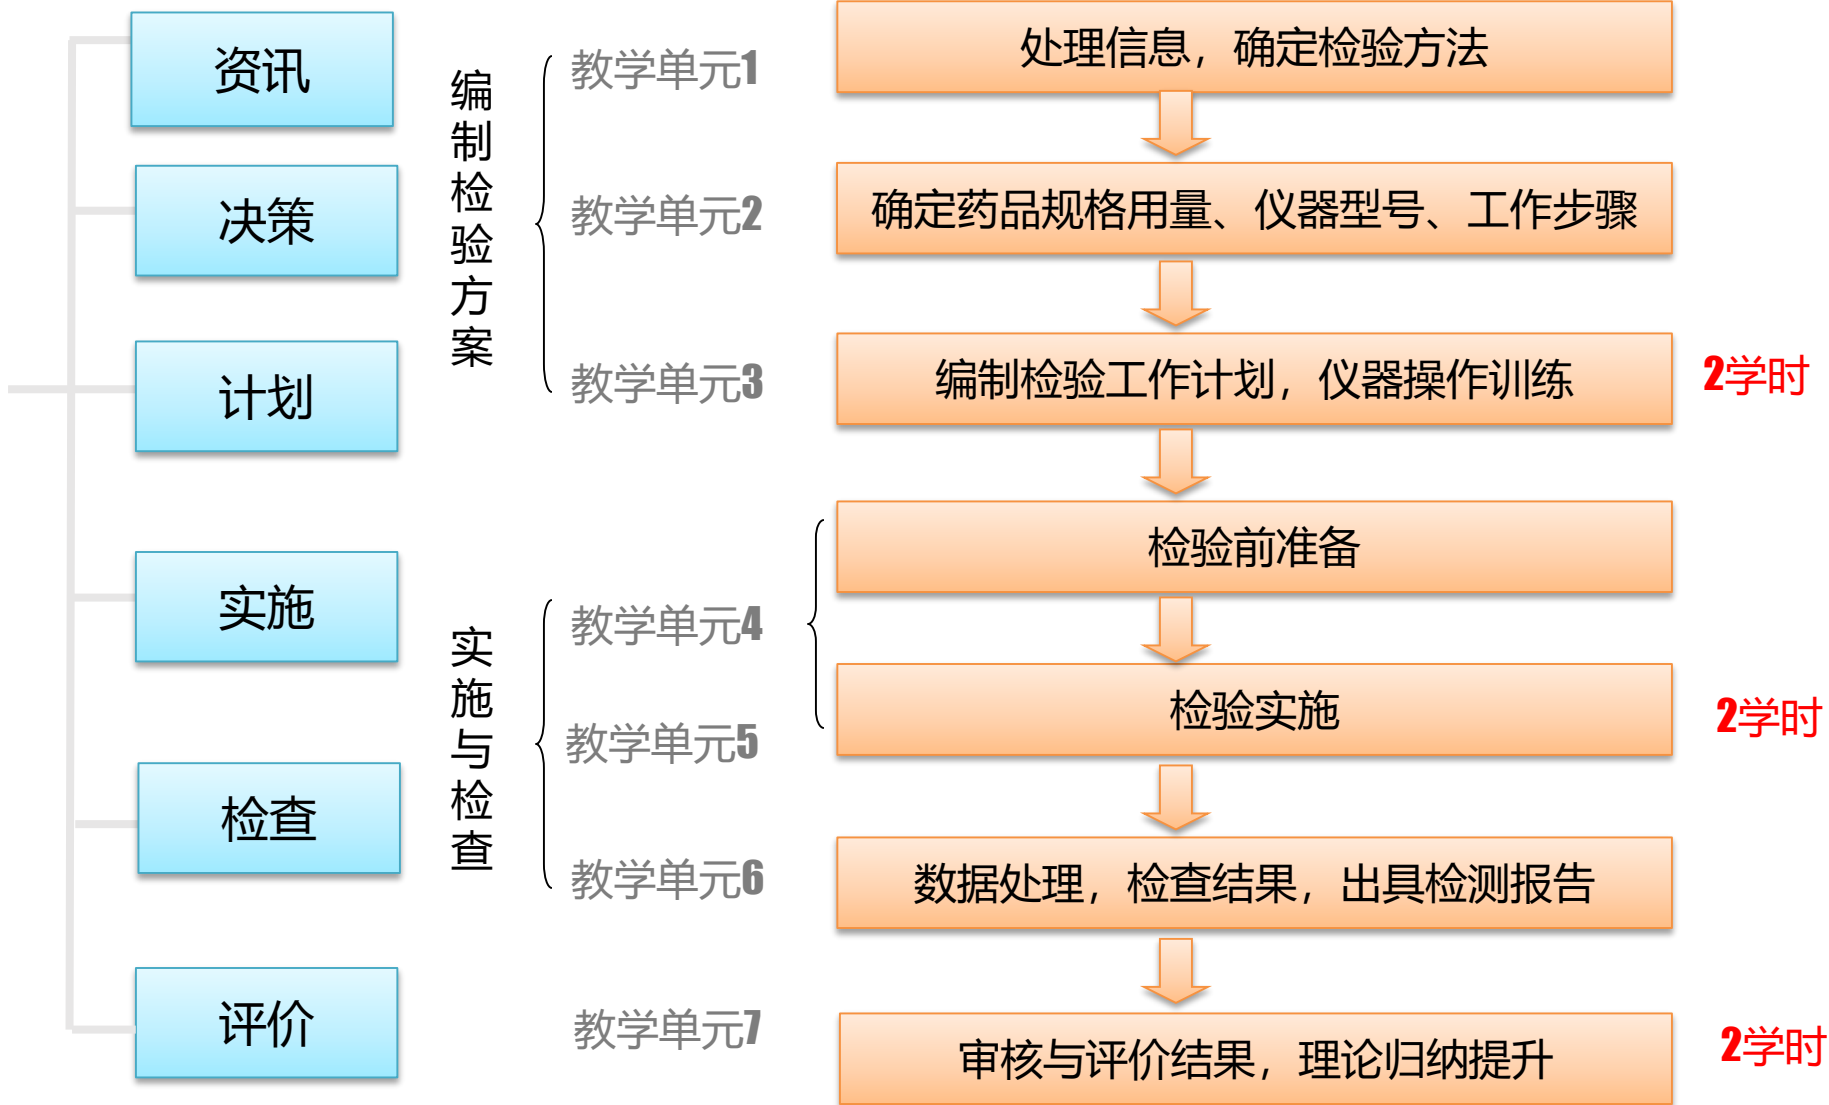 资讯
决策
计划
实施
检查
评价
编制检验方案
实施与检查
教学单元1
教学单元2
教学单元3
教学单元4
教学单元5
教学单元6
教学单元7
处理信息，确定检验方法
确定药品规格用量、仪器型号、工作步骤
编制检验工作计划，仪器操作训练
2学时
检验前准备
检验实施
2学时
数据处理，检查结果，出具检测报告
审核与评价结果，理论归纳提升
2学时